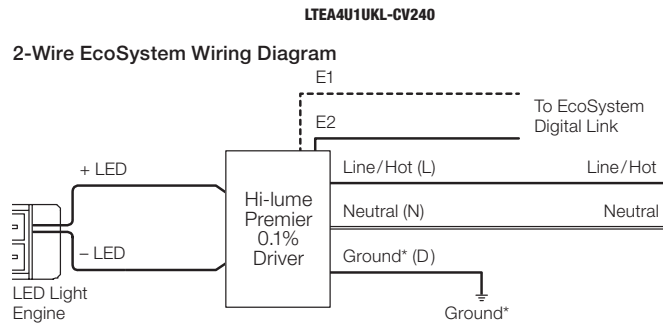 LTEA4U1UKL-CV240
2-Wire EcoSystem Wiring Diagram
E1
To EcoSystem
Digital Link
E2
+ LED
Line/Hot (L)
Line/Hot
Hi-lume
Premier
0.1%
Driver
Neutral (N)
Neutral
– LED
Ground* (D)
LED Light
Engine
Ground*